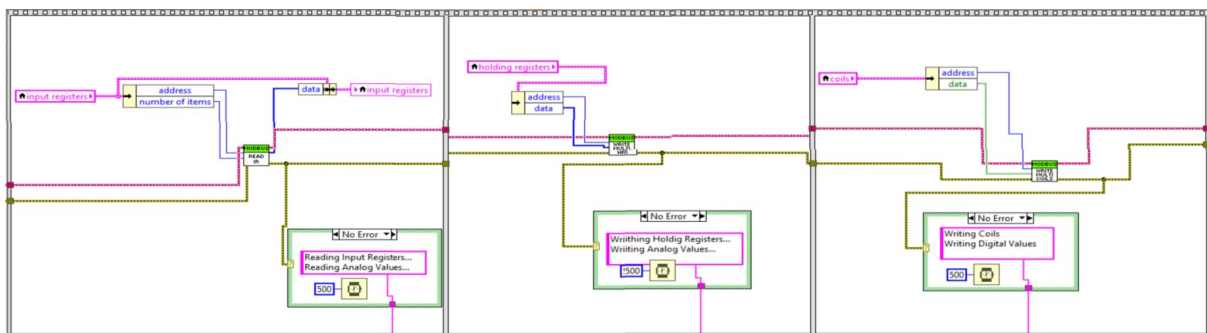 input registers
address
number of items
data
input registers
MODBUS
READ
IR
No Error
Reading Input Registers...
Reading Analog Values...
500
holding registers
address
data
MODBUS
WRITE
MULTI
HRS
No Error
Wriithing Holdig Registers...
Wriiting Analog Values...
500
coils
address
data
MODBUS
WRITE
MULTI
COILS
No Error
Writing Coils
Writing Digital Values
500